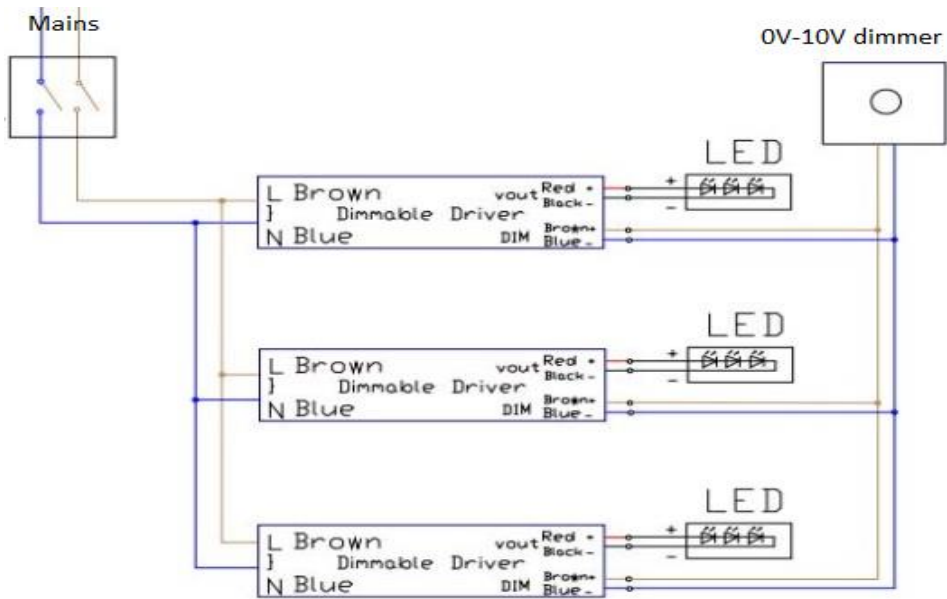 Mains
0V-10V dimmer
LED
L Brown
vout Red +
Black -
+
-
} Dimmable Driver
N Blue
DIM Brown+
Blue -
LED
L Brown
vout Red +
Black -
+
-
} Dimmable Driver
N Blue
DIM Brown+
Blue -
LED
L Brown
vout Red +
Black -
+
-
} Dimmable Driver
N Blue
DIM Brown+
Blue -